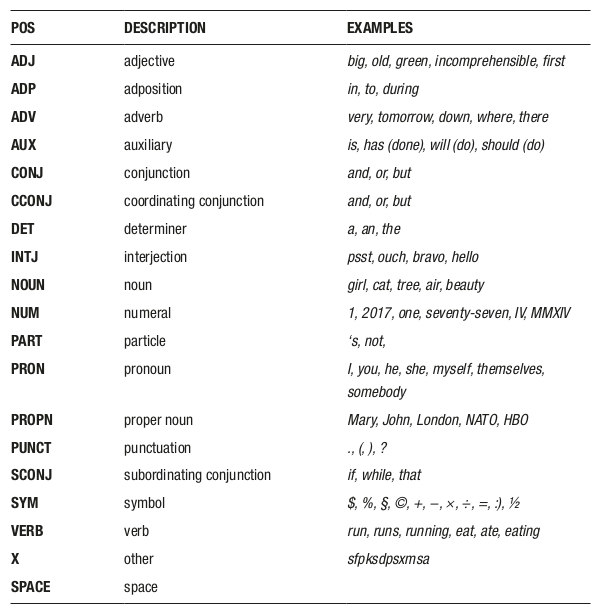 POS DESCRIPTION EXAMPLES
ADJ adjective big, old, green, incomprehensible, first
ADP adposition in, to, during
ADV adverb very, tomorrow, down, where, there
AUX auxiliary is, has (done), will (do), should (do)
CONJ conjunction and, or, but
CCONJ coordinating conjunction and, or, but
DET determiner a, an, the
INTJ interjection psst, ouch, bravo, hello
NOUN noun girl, cat, tree, air, beauty
NUM numeral 1, 2017, one, seventy-seven, IV, MMXIV
PART particle ‘s, not,
PRON pronoun I, you, he, she, myself, themselves,
somebody
PROPN proper noun Mary, John, London, NATO, HBO
PUNCT punctuation ., (, ), ?
SCONJ subordinating conjunction if, while, that
SYM symbol $, %, §, ©, +, −, ×, ÷, =, :), ½
VERB verb run, runs, running, eat, ate, eating
X other sfpksdpsxmsa
SPACE space